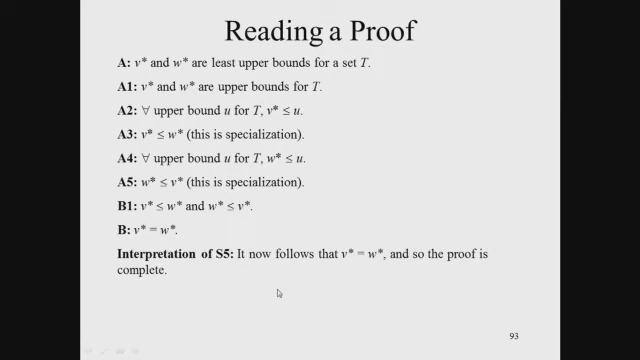 Reading a Proof
A: v* and w* are least upper bounds for a set T.
A1: v* and w* are upper bounds for T.
A2: ∀ upper bound u for T, v* ≤ u.
A3: v* ≤ w* (this is specialization).
A4: ∀ upper bound u for T, w* ≤ u.
A5: w* ≤ v* (this is specialization).
B1: v* ≤ w* and w* ≤ v*.
B: v* = w*.
Interpretation of S5: It now follows that v* = w*, and so the proof is
complete.
93